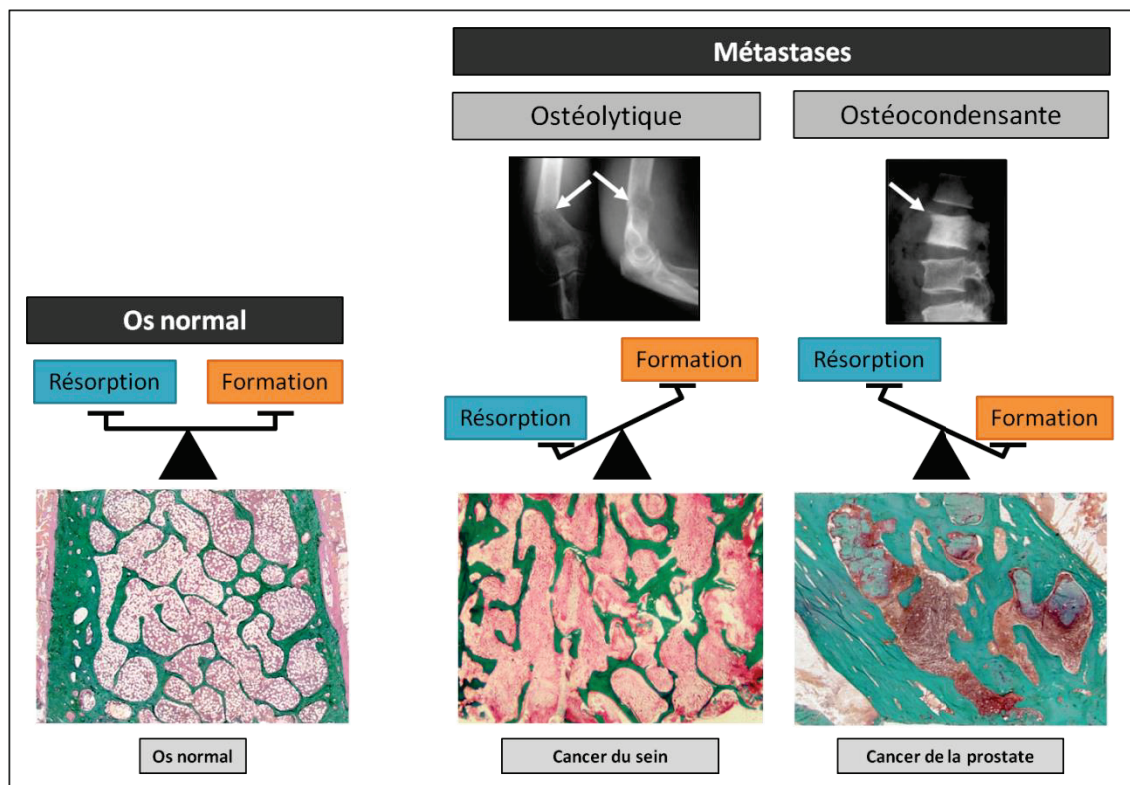 Métastases
Ostéolytique
Ostéocondensante
Os normal
Résorption
Formation
Formation
Résorption
Résorption
Formation
Os normal
Cancer du sein
Cancer de la prostate